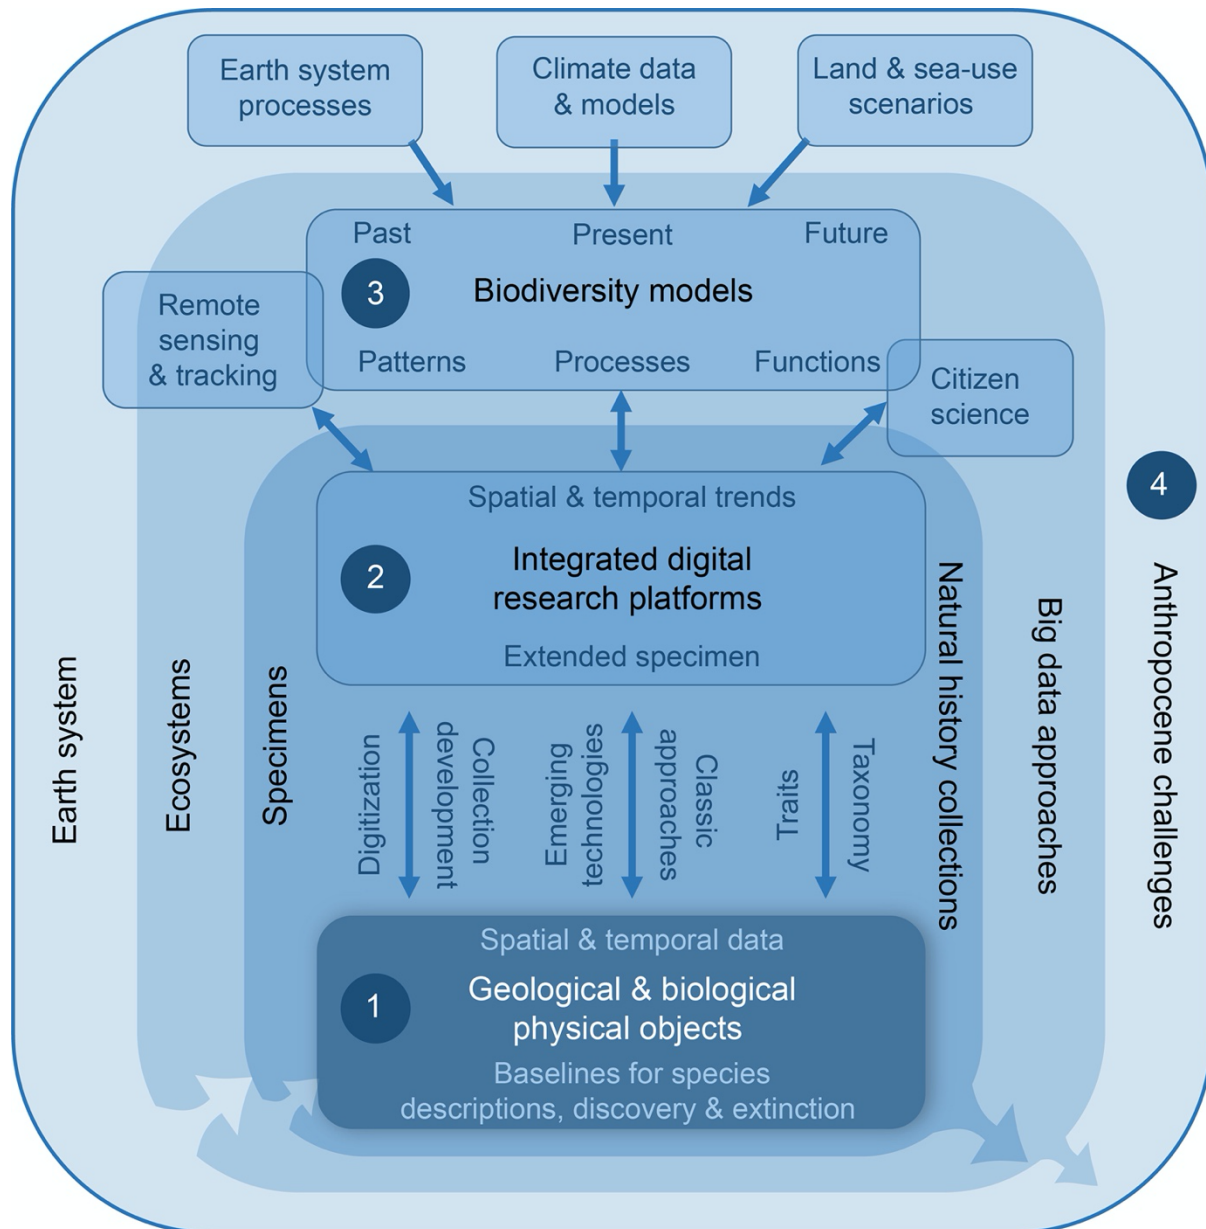 Earth system
processes
Climate data
& models
Land & sea-use
scenarios
Past
Present
Future
3
Biodiversity models
Remote
sensing
& tracking
Patterns
Processes
Functions
Citizen
science
4
Spatial & temporal trends
2
Integrated digital
research platforms
Extended specimen
Earth system
Ecosystems
Specimens
Digitization
Collection
development
Emerging
technologies
Classic
approaches
Traits
Taxonomy
Natural history collections
Big data approaches
Anthropocene challenges
Spatial & temporal data
1
Geological & biological
physical objects
Baselines for species
descriptions, discovery & extinction